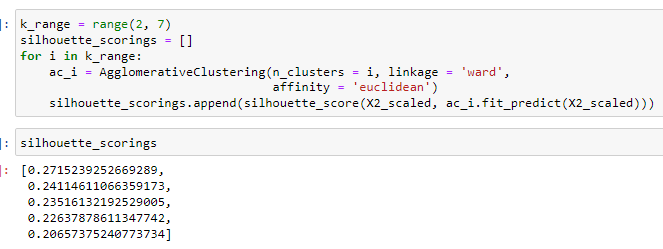 ]: k_range = range(2, 7)
silhouette_scorings = []
for i in k_range:
    ac_i = AgglomerativeClustering(n_clusters = i, linkage = 'ward',
                                   affinity = 'euclidean')
    silhouette_scorings.append(silhouette_score(X2_scaled, ac_i.fit_predict(X2_scaled)))
]: silhouette_scorings
]: [0.2715239252669289,
 0.24114611066359173,
 0.23516132192529005,
 0.22637878611347742,
 0.20657375240773734]